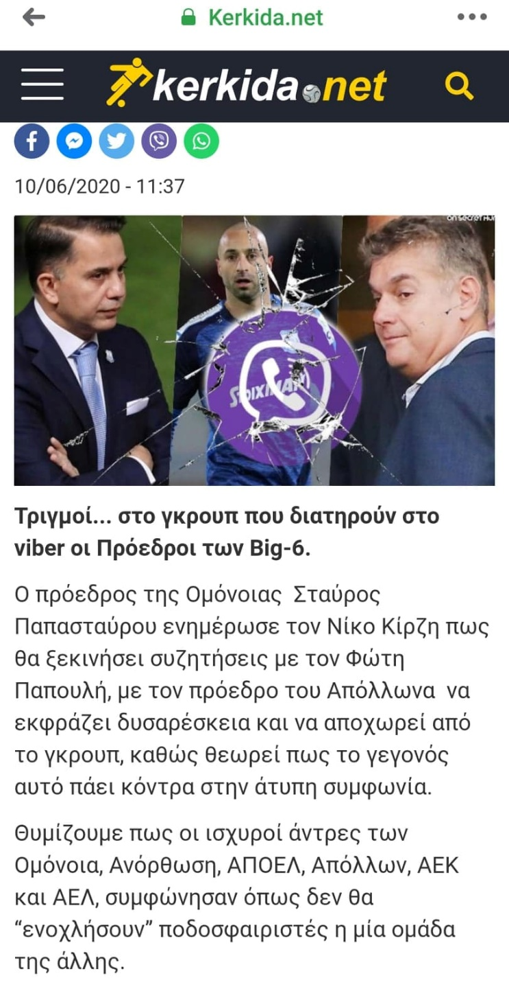 Kerkida.net
kerkida.net
10/06/2020 - 11:37
STOIXIMAN
Τριγμοί... στο γκρουπ που διατηρούν στο
viber οι Πρόεδροι των Big-6.
Ο πρόεδρος της Ομόνοιας Σταύρος
Παπασταύρου ενημέρωσε τον Νίκο Κίρζη πως
θα ξεκινήσει συζητήσεις με τον Φώτη
Παπουλή, με τον πρόεδρο του Απόλλωνα να
εκφράζει δυσαρέσκεια και να αποχωρεί από
το γκρουπ, καθώς θεωρεί πως το γεγονός
αυτό πάει κόντρα στην άτυπη συμφωνία.
Θυμίζουμε πως οι ισχυροί άντρες των
Ομόνοια, Ανόρθωση, ΑΠΟΕΛ, Απόλλων, ΑΕΚ
και ΑΕΛ, συμφώνησαν όπως δεν θα
“ενοχλήσουν” ποδοσφαιριστές η μία ομάδα
της άλλης.